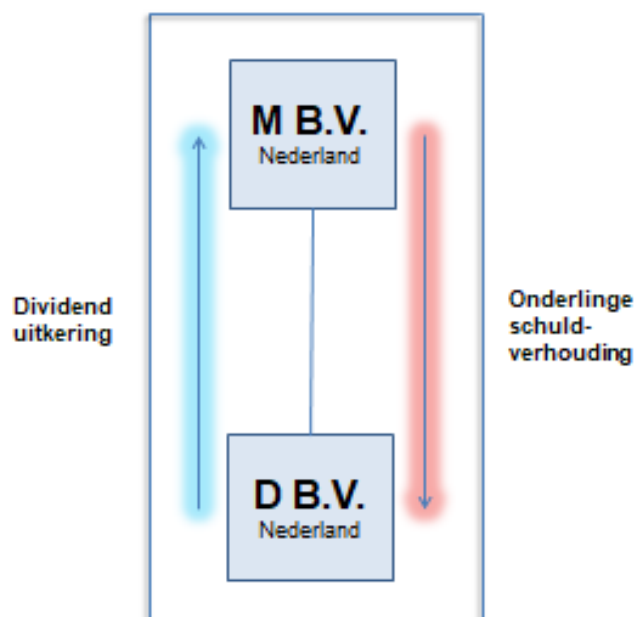 M B.V.
Nederland
Dividend
uitkering
Onderlinge
schuld-
verhouding
D B.V.
Nederland